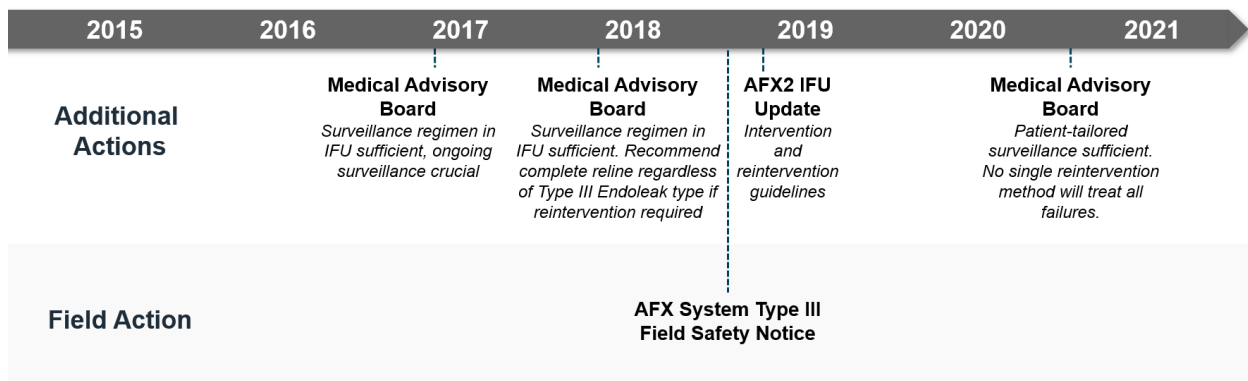 2015 2016 2017 2018 2019 2020 2021
Additional
Actions
Medical Advisory
Board
Surveillance regimen in
IFU sufficient, ongoing
surveillance crucial
Medical Advisory
Board
Surveillance regimen in
IFU sufficient. Recommend
complete reline regardless
of Type III Endoleak type if
reintervention required
AFX2 IFU
Update
Intervention
and
reintervention
guidelines
Medical Advisory
Board
Patient-tailored
surveillance sufficient.
No single reintervention
method will treat all
failures.
Field Action
AFX System Type III
Field Safety Notice